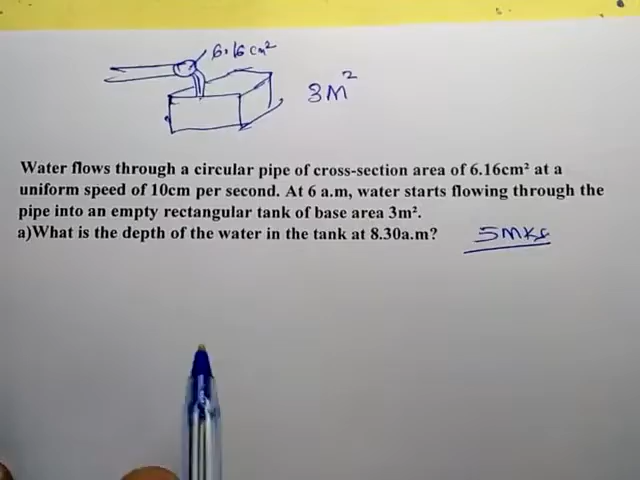 6.16 cm²
3M²
Water flows through a circular pipe of cross-section area of 6.16cm² at a
uniform speed of 10cm per second. At 6 a.m, water starts flowing through the
pipe into an empty rectangular tank of base area 3m².
a)What is the depth of the water in the tank at 8.30a.m? 5MKS